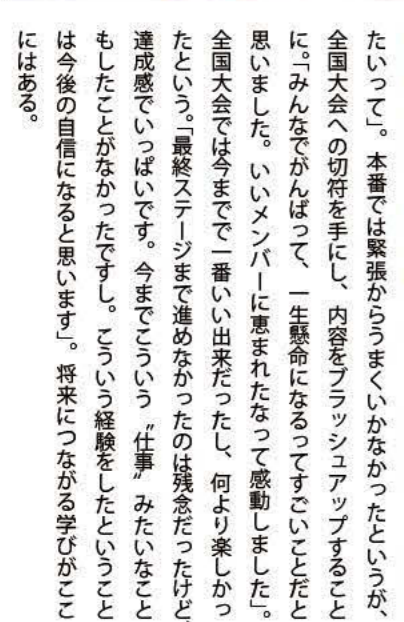 たいって」。本番では緊張からうまくいかなかったというが、
全国大会への切符を手にし、内容をブラッシュアップすること
に。「みんなでがんばって、一生懸命になるってすごいことだと
思いました。いいメンバーに恵まれたなって感動しました」。
全国大会では今までで一番いい出来だったし、何より楽しかっ
たという。「最終ステージまで進めなかったのは残念だったけど、
達成感でいっぱいです。今までこういう〝仕事〟みたいなこと
もしたことがなかったですし。こういう経験をしたということ
は今後の自信になると思います」。将来につながる学びがここ
にはある。